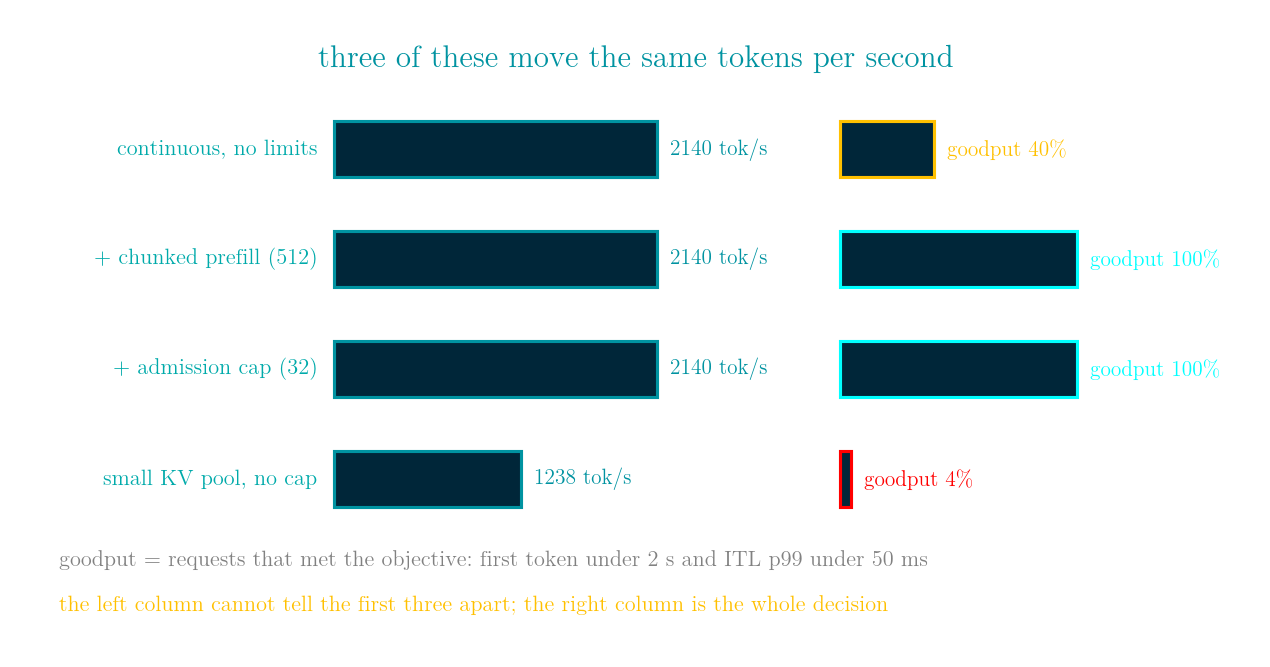 three of these move the same tokens per second
continuous, no limits 2140 tok/s goodput 40%
+ chunked prefill (512) 2140 tok/s goodput 100%
+ admission cap (32) 2140 tok/s goodput 100%
small KV pool, no cap 1238 tok/s goodput 4%
goodput = requests that met the objective: first token under 2 s and ITL p99 under 50 ms
the left column cannot tell the first three apart; the right column is the whole decision